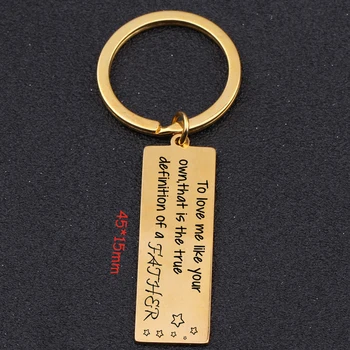 To love me like your
own,that is the true
definition of a FATHER
45*15mm